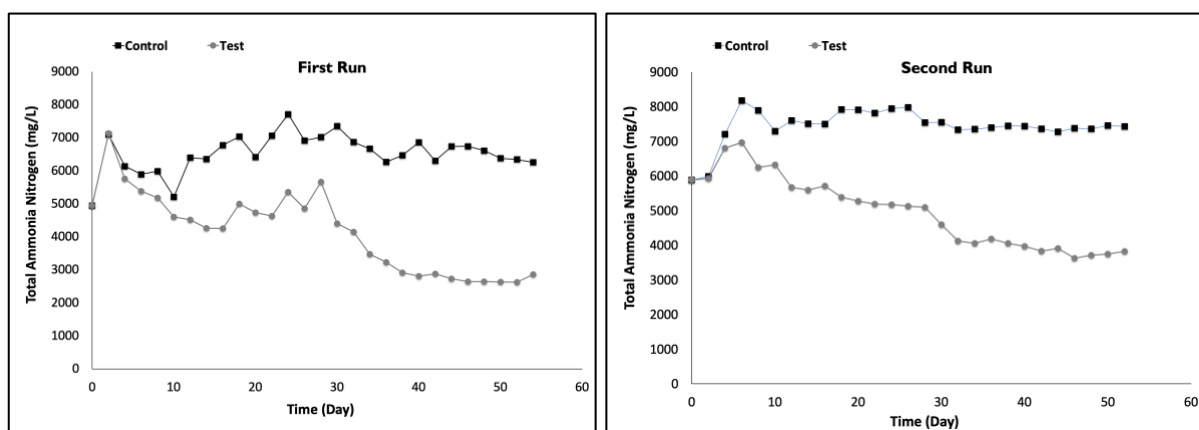 Control Test
First Run
9000
8000
7000
6000
5000
4000
3000
2000
1000
0
Total Ammonia Nitrogen (mg/L)
0 10 20 30 40 50 60
Time (Day)
Control Test
Second Run
9000
8000
7000
6000
5000
4000
3000
2000
1000
0
Total Ammonia Nitrogen (mg/L)
0 10 20 30 40 50 60
Time (Day)